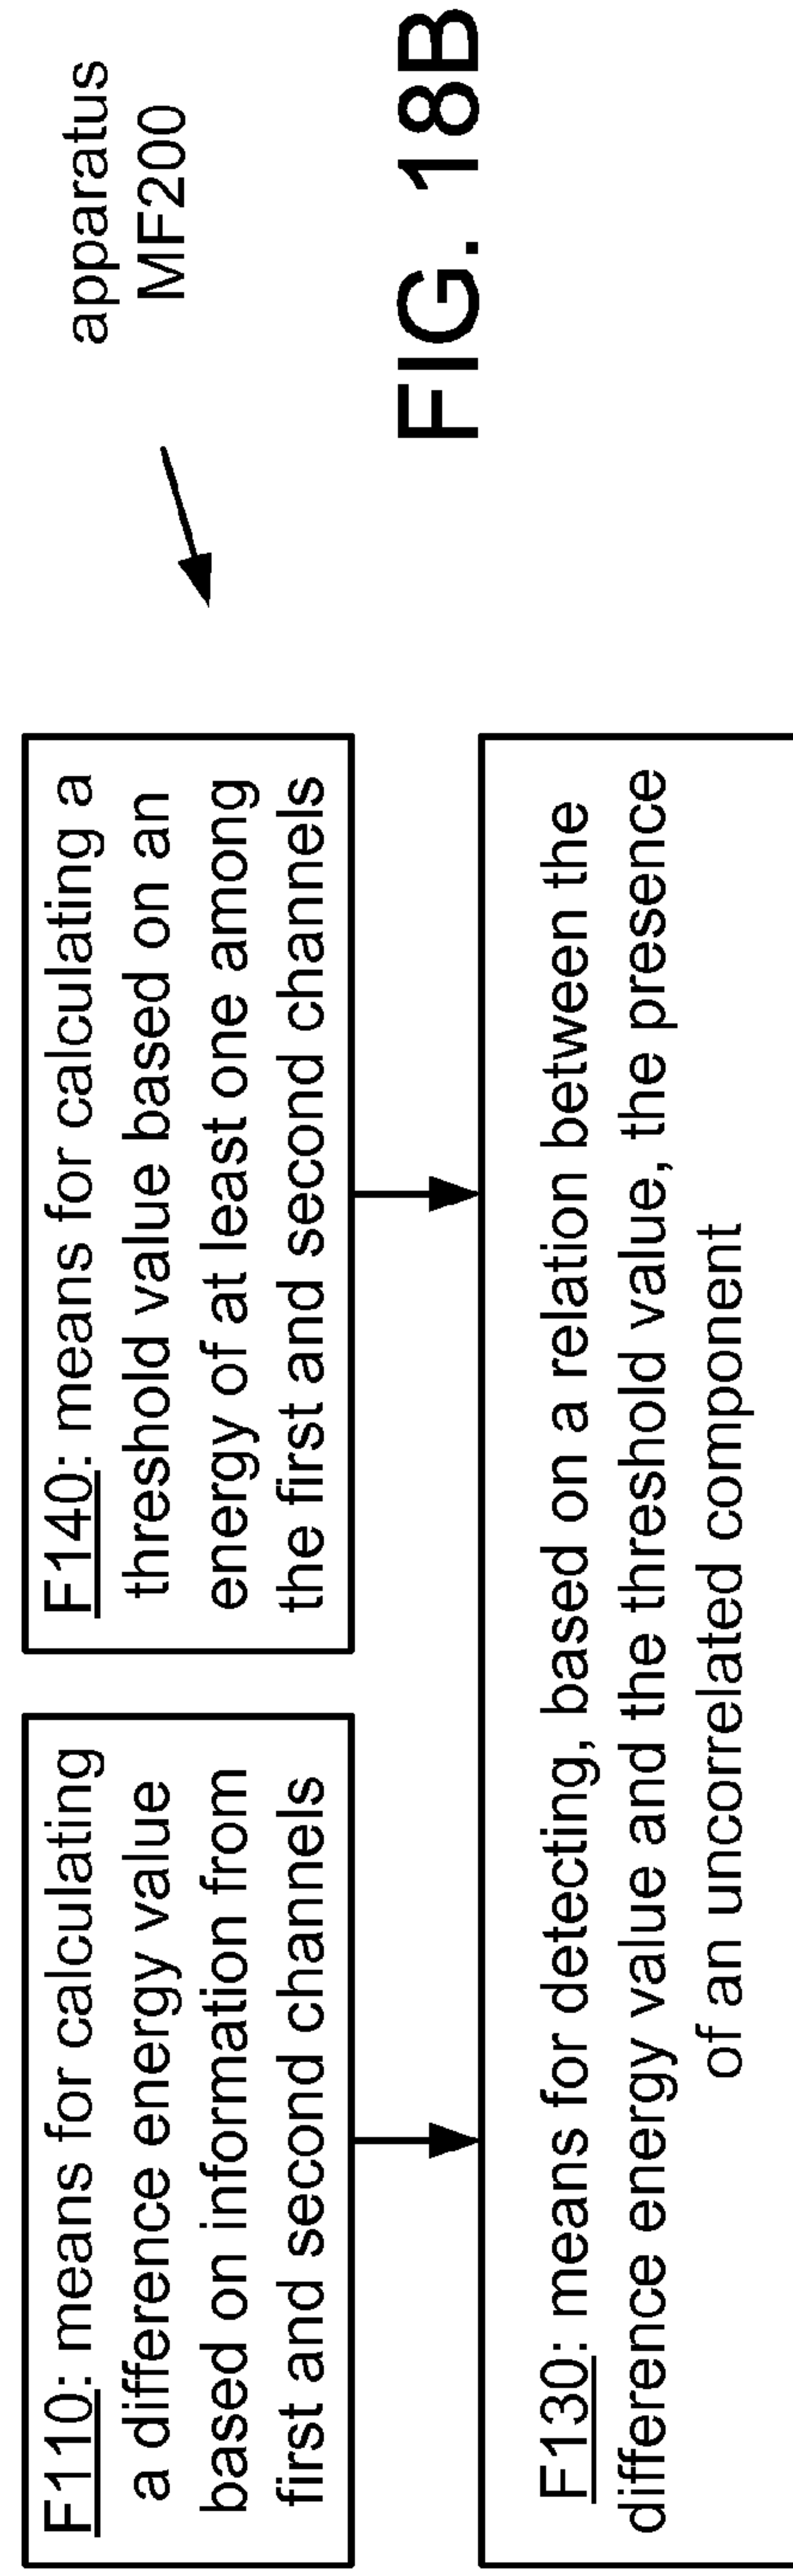 F110: means for calculating
a difference energy value
based on information from
first and second channels
F140: means for calculating a
threshold value based on an
energy of at least one among
the first and second channels
F130: means for detecting, based on a relation between the
difference energy value and the threshold value, the presence
of an uncorrelated component
apparatus
MF200
FIG. 18B